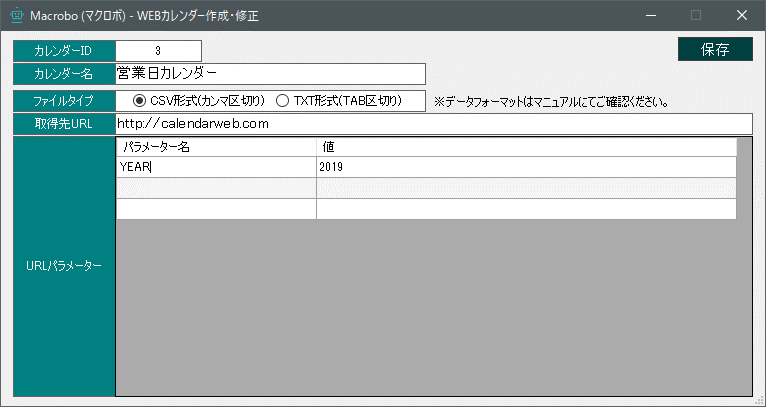 Macrobo (マクロボ) - WEBカレンダー作成・修正
保存
カレンダーID 3
カレンダー名 営業日カレンダー
ファイルタイプ CSV形式(カンマ区切り) TXT形式(TAB区切り) ※データフォーマットはマニュアルにてご確認ください。
取得先URL http://calendarweb.com
パラメーター名 値
YEAR 2019
URLパラメーター